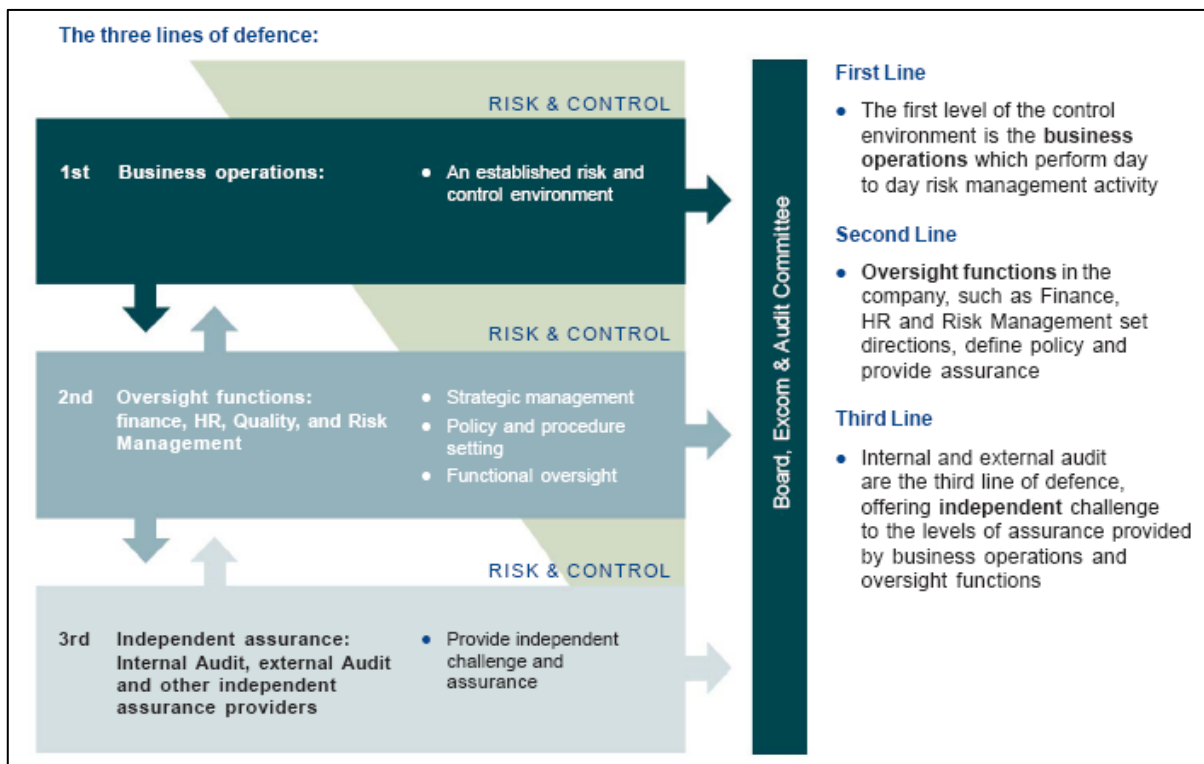 The three lines of defence:
RISK & CONTROL
1st Business operations:
● An established risk and
control environment
RISK & CONTROL
2nd Oversight functions:
finance, HR, Quality, and Risk
Management
● Strategic management
● Policy and procedure
setting
● Functional oversight
RISK & CONTROL
3rd Independent assurance:
Internal Audit, external Audit
and other independent
assurance providers
● Provide independent
challenge and
assurance
Board, Excom & Audit Committee
First Line
● The first level of the control
environment is the business
operations which perform day
to day risk management activity
Second Line
● Oversight functions in the
company, such as Finance,
HR and Risk Management set
directions, define policy and
provide assurance
Third Line
● Internal and external audit
are the third line of defence,
offering independent challenge
to the levels of assurance provided
by business operations and
oversight functions